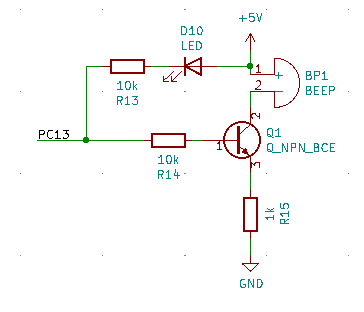 +5V
D10
LED
1
+
BP1
2
BEEP
10k
R13
2
PC13
Q1
1
Q_NPN_BCE
10k
R14
3
1k
R15
GND